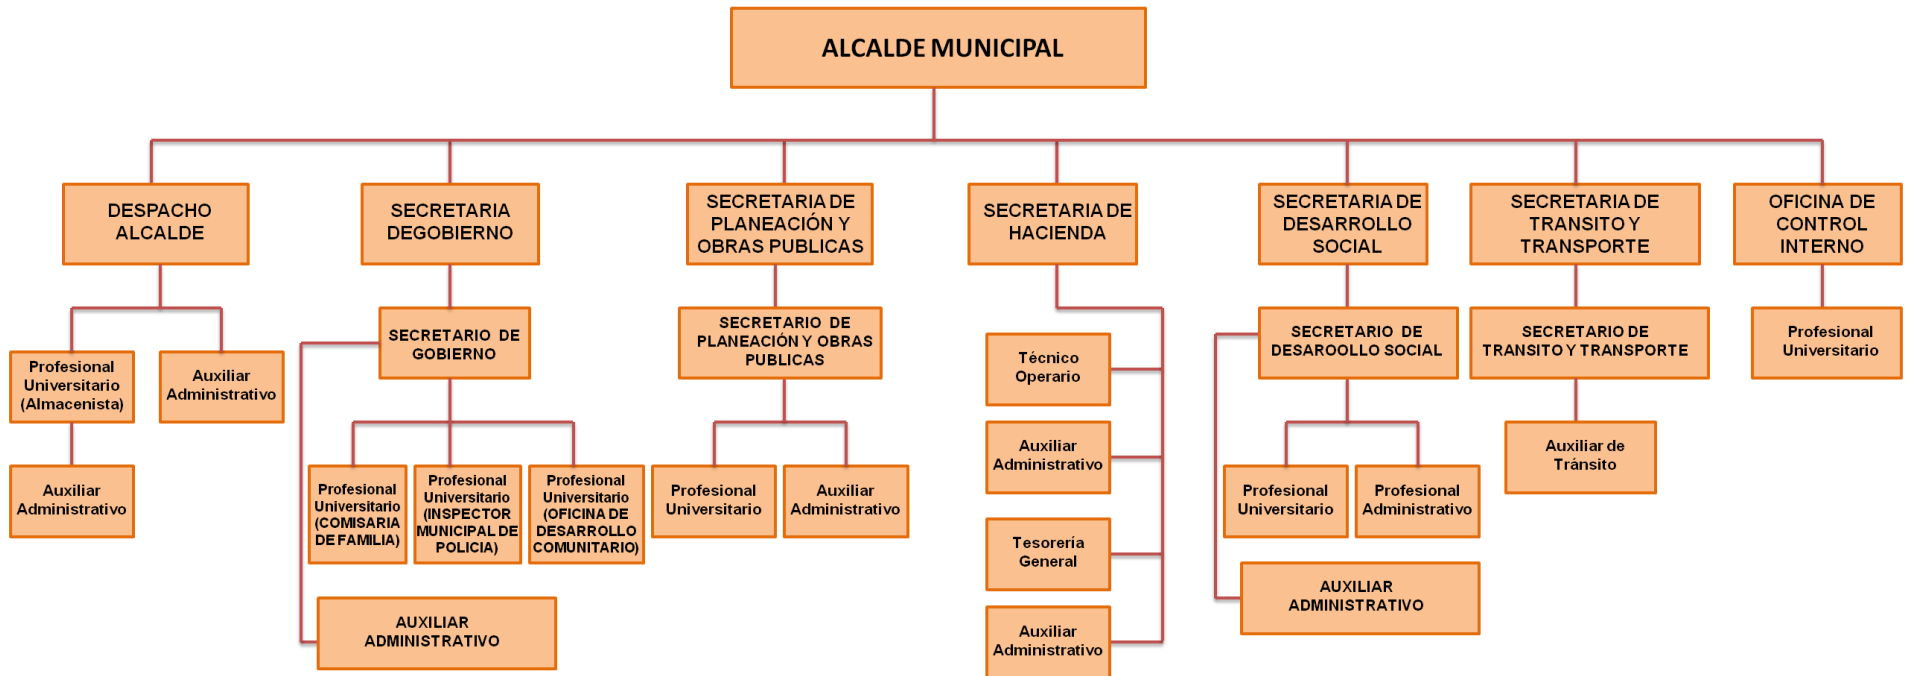 ALCALDE MUNICIPAL
DESPACHO
ALCALDE
SECRETARIA
DEGOBIERNO
SECRETARIA DE
PLANEACIÓN Y
OBRAS PUBLICAS
SECRETARIA DE
HACIENDA
SECRETARIA DE
DESARROLLO
SOCIAL
SECRETARIA DE
TRANSITO Y
TRANSPORTE
OFICINA DE
CONTROL
INTERNO
Profesional
Universitario
(Almacenista)
Auxiliar
Administrativo
Auxiliar
Administrativo
SECRETARIO DE
GOBIERNO
Profesional
Universitario
(COMISARIA
DE FAMILIA)
Profesional
Universitario
(INSPECTOR
MUNICIPAL DE
POLICIA)
Profesional
Universitario
(OFICINA DE
DESARROLLO
COMUNITARIO)
AUXILIAR
ADMINISTRATIVO
SECRETARIO DE
PLANEACIÓN Y OBRAS
PUBLICAS
Profesional
Universitario
Auxiliar
Administrativo
Técnico
Operario
Auxiliar
Administrativo
Tesorería
General
Auxiliar
Administrativo
SECRETARIO DE
DESAROOLLO SOCIAL
Profesional
Universitario
Profesional
Administrativo
AUXILIAR
ADMINISTRATIVO
SECRETARIO DE
TRANSITO Y TRANSPORTE
Auxiliar de
Tránsito
Profesional
Universitario